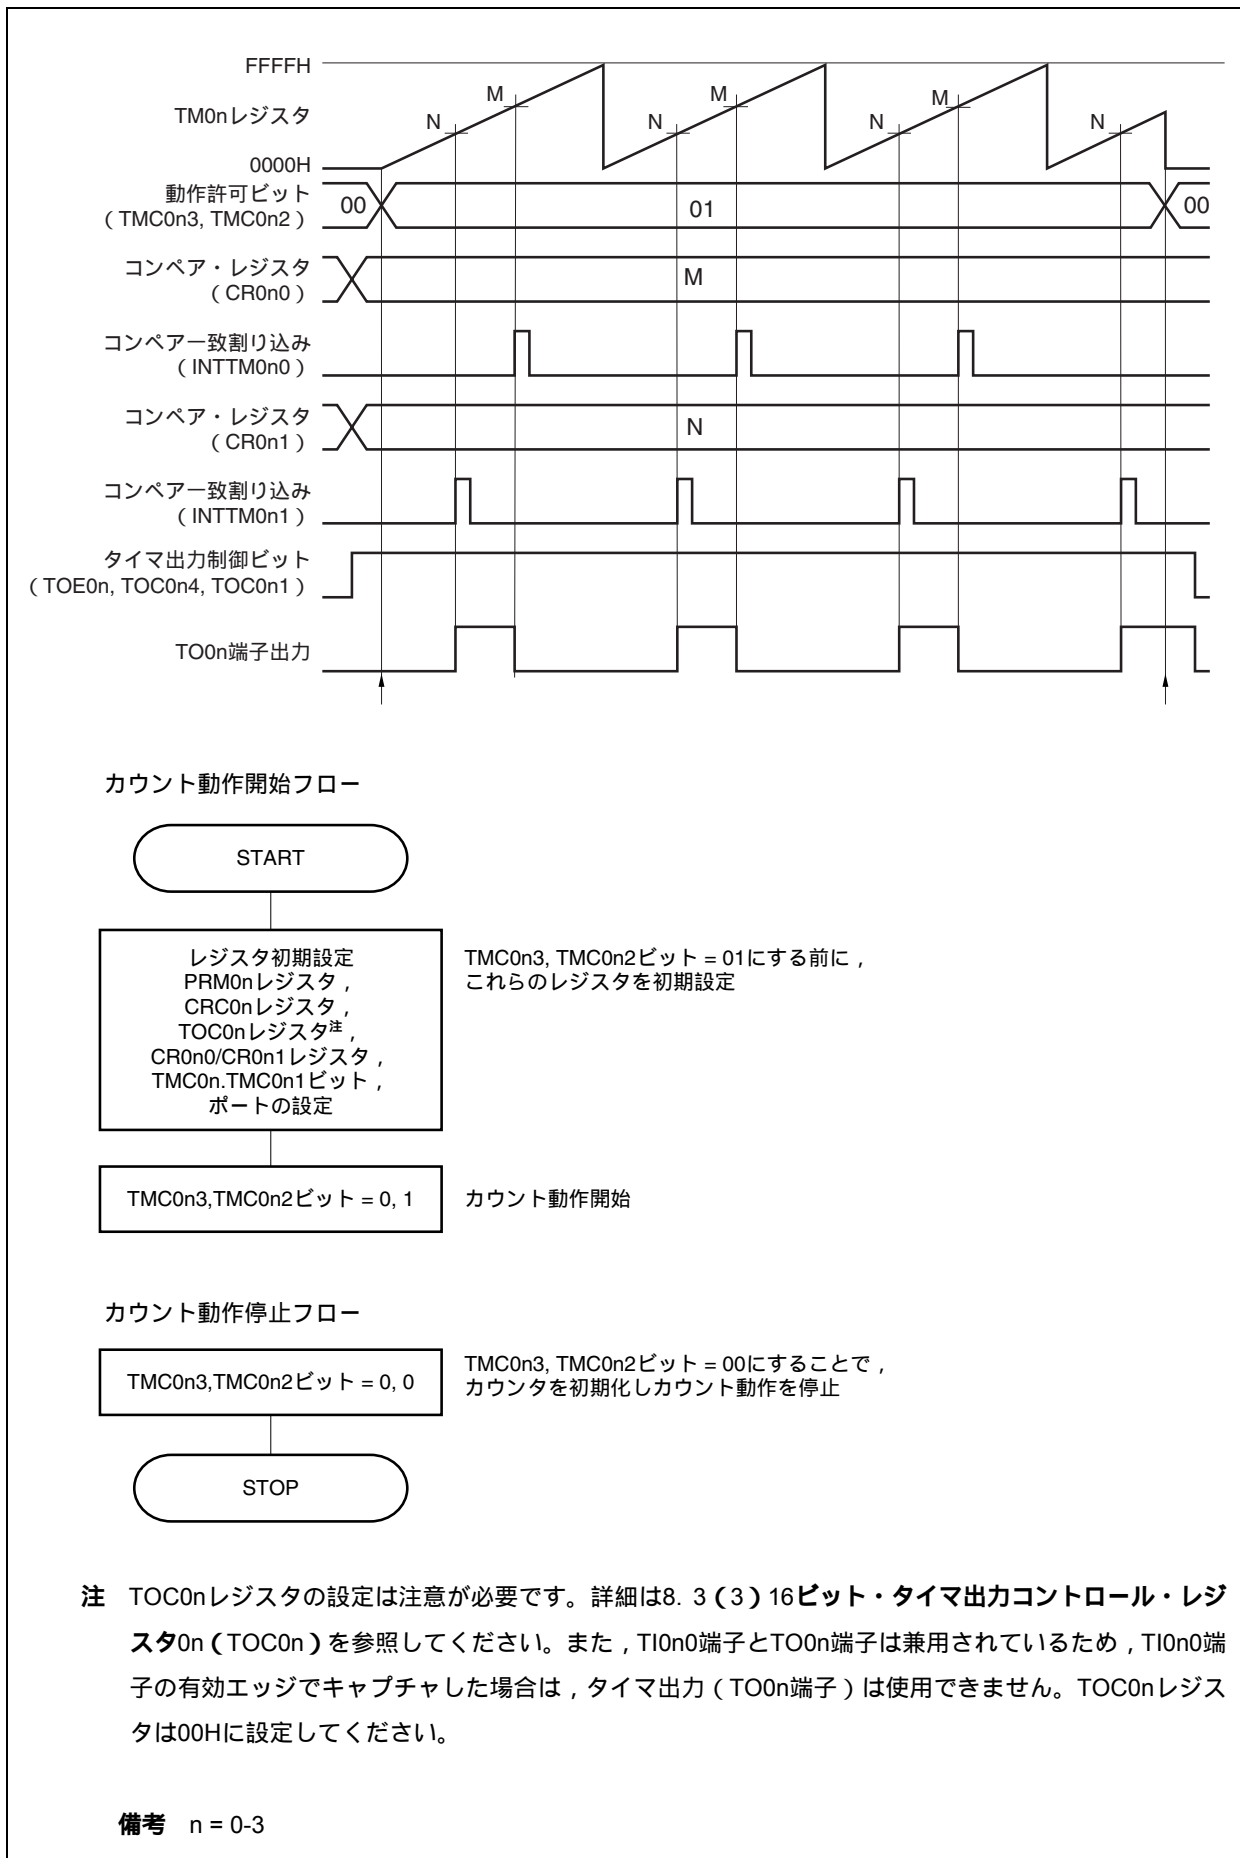 FFFFH
TM0nレジスタ
0000H
N M N M N M N
動作許可ビット
（TMC0n3, TMC0n2）
00 01 00
コンペア・レジスタ
（CR0n0）
M
コンペア一致割り込み
（INTTM0n0）
コンペア・レジスタ
（CR0n1）
N
コンペア一致割り込み
（INTTM0n1）
タイマ出力制御ビット
（TOE0n, TOC0n4, TOC0n1）
TO0n端子出力
カウント動作開始フロー
START
レジスタ初期設定
PRM0nレジスタ，
CRC0nレジスタ，
TOC0nレジスタ注，
CR0n0/CR0n1レジスタ，
TMC0n.TMC0n1ビット，
ポートの設定
TMC0n3, TMC0n2ビット = 01にする前に，
これらのレジスタを初期設定
TMC0n3,TMC0n2ビット = 0, 1
カウント動作開始
カウント動作停止フロー
TMC0n3,TMC0n2ビット = 0, 0
TMC0n3, TMC0n2ビット = 00にすることで，
カウンタを初期化しカウント動作を停止
STOP
注 TOC0nレジスタの設定は注意が必要です。詳細は8. 3（3）16ビット・タイマ出力コントロール・レジ
スタ0n（TOC0n）を参照してください。また，TI0n0端子とTO0n端子は兼用されているため，TI0n0端
子の有効エッジでキャプチャした場合は，タイマ出力（TO0n端子）は使用できません。TOC0nレジス
タは00Hに設定してください。
備考 n = 0-3